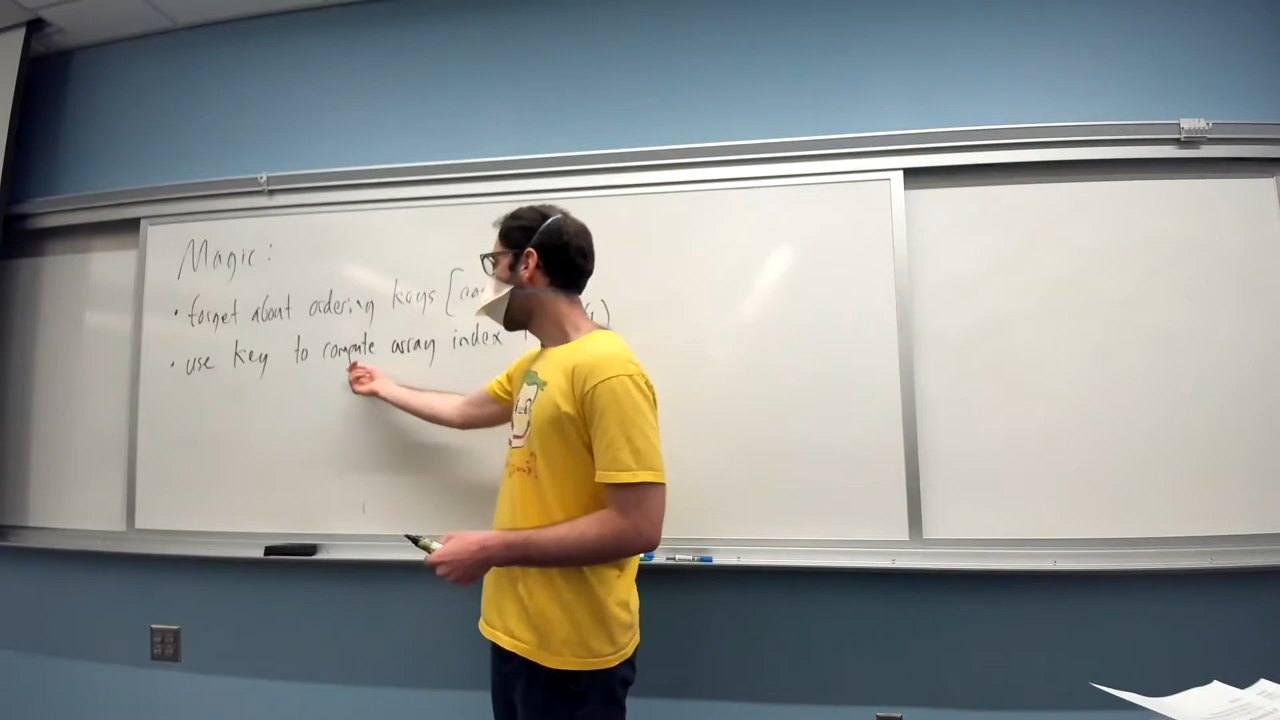 Magic:
• forget about ordering keys [
• use key to compute array index